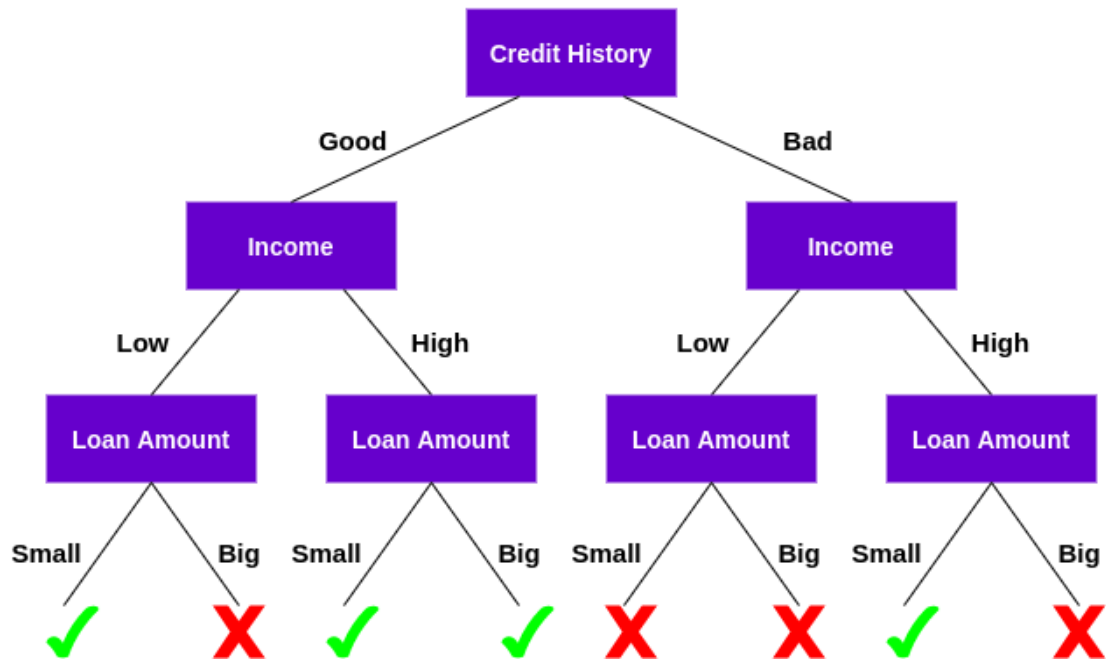 Credit History
Good
Bad
Income
Income
Low
High
Low
High
Loan Amount
Loan Amount
Loan Amount
Loan Amount
Small
Big
Small
Big
Small
Big
Small
Big